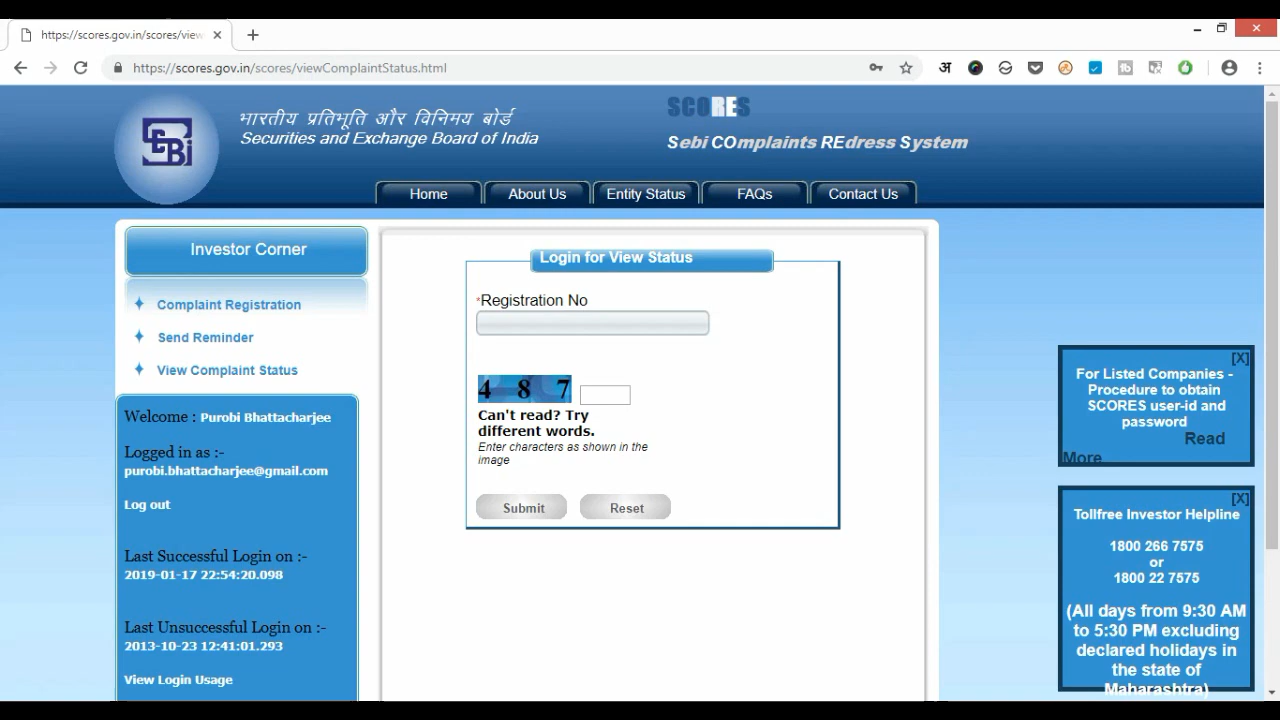 https://scores.gov.in/scores/view
https://scores.gov.in/scores/viewComplaintStatus.html
अ
SEBi
भारतीय प्रतिभूति और विनिमय बोर्ड
Securities and Exchange Board of India
SCORES
Sebi COmplaints REdress System
Home
About Us
Entity Status
FAQs
Contact Us
Investor Corner
Complaint Registration
Send Reminder
View Complaint Status
Welcome : Purobi Bhattacharjee
Logged in as :-
purobi.bhattacharjee@gmail.com
Log out
Last Successful Login on :-
2019-01-17 22:54:20.098
Last Unsuccessful Login on :-
2013-10-23 12:41:01.293
View Login Usage
Login for View Status
*Registration No
4 8 7
Can't read? Try
different words.
Enter characters as shown in the
image
Submit
Reset
[X]
For Listed Companies -
Procedure to obtain
SCORES user-id and
password
Read
More
[X]
Tollfree Investor Helpline
1800 266 7575
or
1800 22 7575
(All days from 9:30 AM
to 5:30 PM excluding
declared holidays in
the state of
Maharashtra)